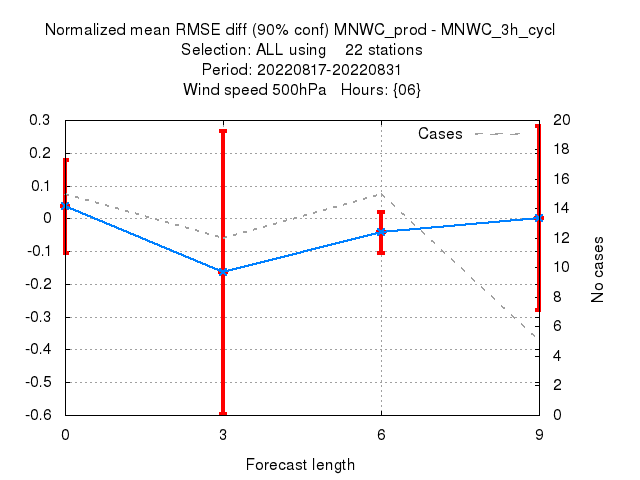 Normalized mean RMSE diff (90% conf) MNWC_prod - MNWC_3h_cycl
Selection: ALL using    22 stations
Period: 20220817-20220831
Wind speed 500hPa   Hours: {06}
Cases
0.3
0.2
0.1
0
-0.1
-0.2
-0.3
-0.4
-0.5
-0.6
20
18
16
14
12
10
8
6
4
2
0
No cases
0 3 6 9
Forecast length